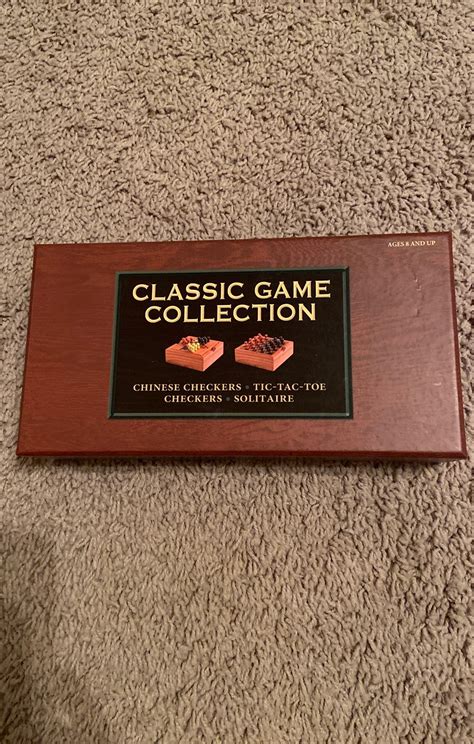 AGES 8 AND UP
CLASSIC GAME
COLLECTION
CHINESE CHECKERS • TIC-TAC-TOE
CHECKERS • SOLITAIRE